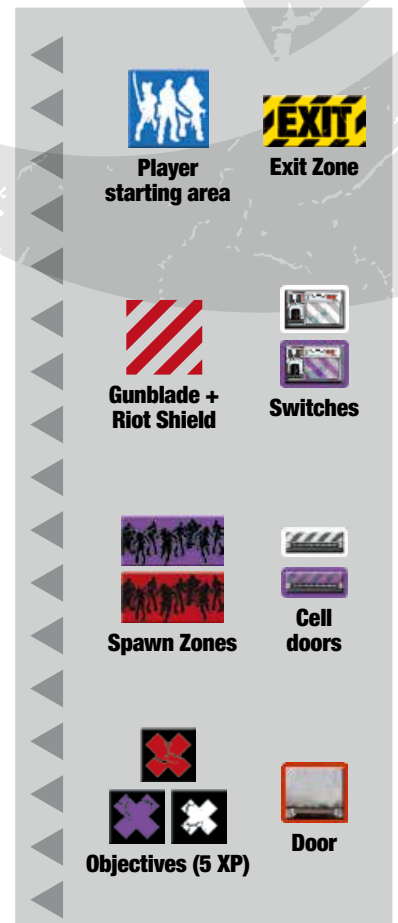 EXIT
Player
starting area
Exit Zone
Gunblade +
Riot Shield
Switches
Spawn Zones
Cell
doors
Objectives (5 XP)
Door